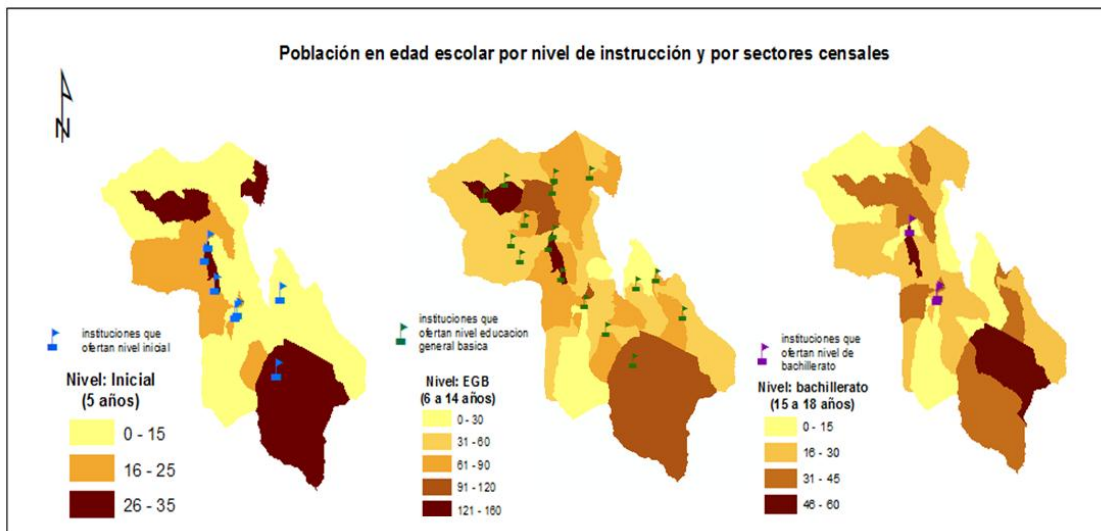 Población en edad escolar por nivel de instrucción y por sectores censales
N
instituciones que
ofertan nivel inicial
Nivel: Inicial
(5 años)
0 - 15
16 - 25
26 - 35
instituciones que
ofertan nivel educacion
general basica
Nivel: EGB
(6 a 14 años)
0 - 30
31 - 60
61 - 90
91 - 120
121 - 160
instituciones que
ofertan nivel de
bachillerato
Nivel: bachillerato
(15 a 18 años)
0 - 15
16 - 30
31 - 45
46 - 60